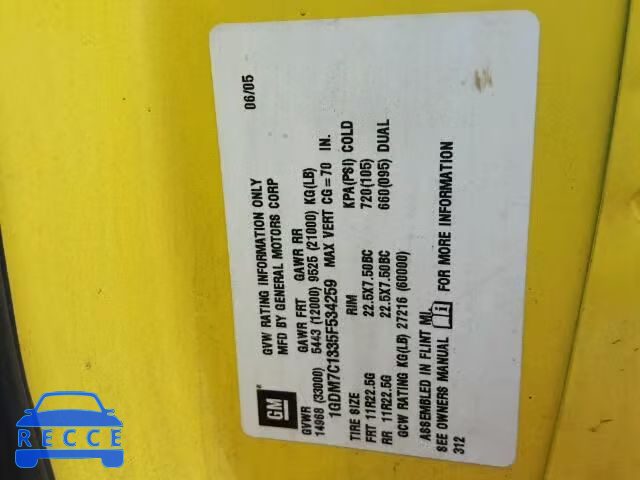 06/05
GVW RATING INFORMATION ONLY
MFD BY GENERAL MOTORS CORP
GM
GVWR GAWR FRT GAWR RR
14968 (33000) 5443 (12000) 9525 (21000) KG(LB)
1GDM7C1335F534259 MAX VERT CG=70 IN.
TIRE SIZE RIM KPA(PSI) COLD
FRT 11R22.5G 22.5X7.50BC 720(105)
RR 11R22.5G 22.5X7.50BC 660(095) DUAL
GCW RATING KG(LB) 27216 (60000)
ASSEMBLED IN FLINT MI.
SEE OWNERS MANUAL FOR MORE INFORMATION
312
RECCE